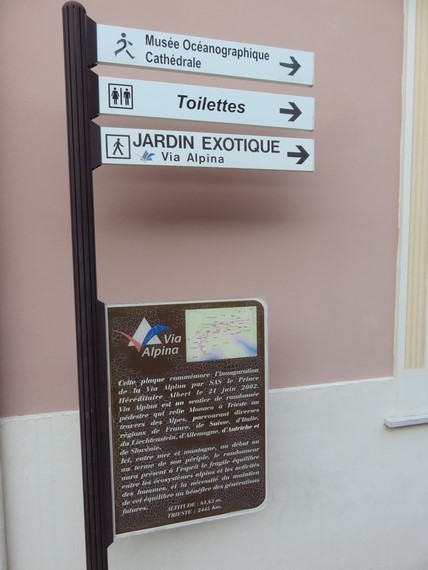 Musée Océanographique
Cathédrale
Toilettes
JARDIN EXOTIQUE
Via Alpina
Via
Alpina
Cette plaque commémore l'inauguration
de la Via Alpina par SAS le Prince
Héréditaire Albert le 21 juin 2002.
Via Alpina est un sentier de randonnée
pédestre qui relie Monaco à Trieste au
travers des Alpes, parcourant diverses
régions de France, de Suisse, d'Italie,
du Liechtenstein, d'Allemagne, d'Autriche et
de Slovénie.
Ici, entre mer et montagne, au début ou
au terme de son périple, le randonneur
aura présent à l'esprit le fragile équilibre
entre les écosystèmes alpins et les activités
des hommes, et la nécessité du maintien
de cet équilibre au bénéfice des générations
futures.
ALTITUDE : 61,65 m.
TRIESTE : 2445 Km.